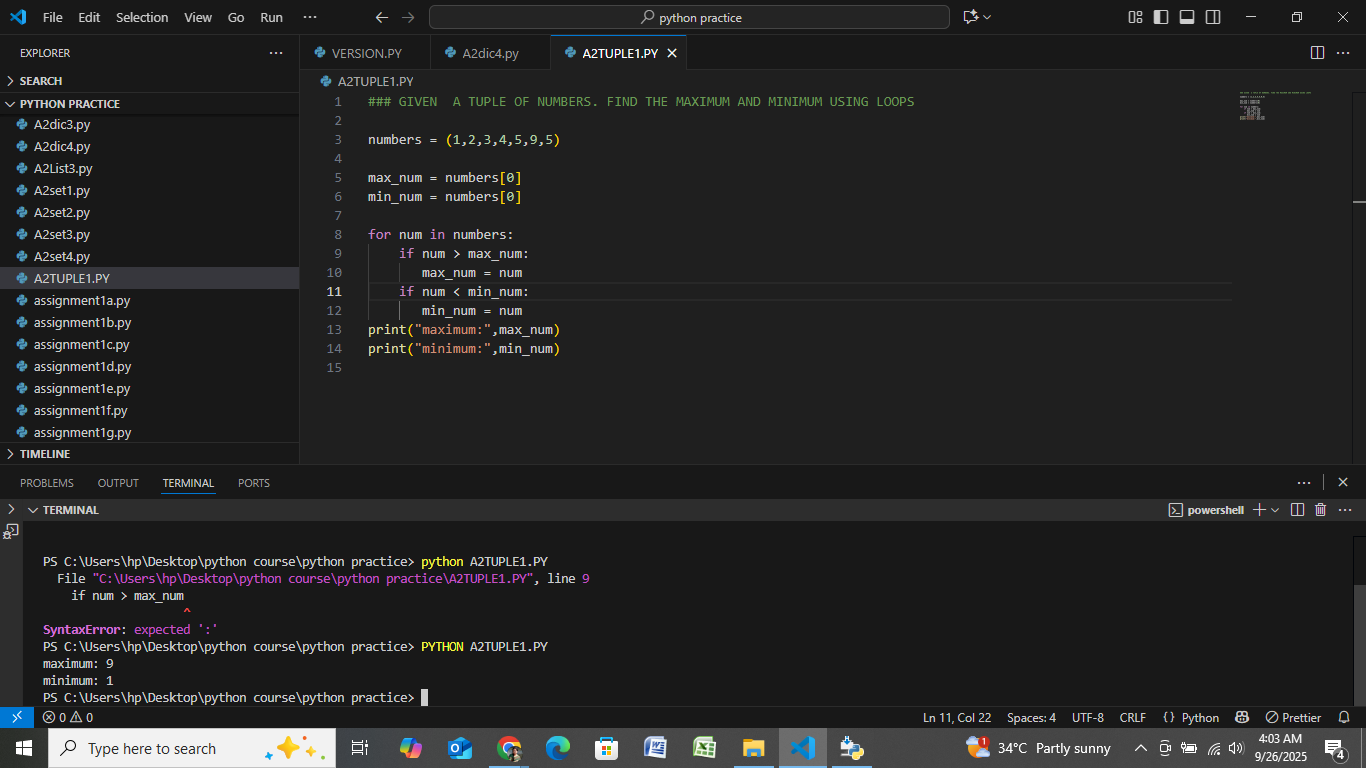 File Edit Selection View Go Run ··· python practice
EXPLORER ···
SEARCH
PYTHON PRACTICE
A2dic3.py
A2dic4.py
A2List3.py
A2set1.py
A2set2.py
A2set3.py
A2set4.py
A2TUPLE1.PY
assignment1a.py
assignment1b.py
assignment1c.py
assignment1d.py
assignment1e.py
assignment1f.py
assignment1g.py
TIMELINE
VERSION.PY A2dic4.py A2TUPLE1.PY
A2TUPLE1.PY
1 ### GIVEN  A TUPLE OF NUMBERS. FIND THE MAXIMUM AND MINIMUM USING LOOPS
2
3 numbers = (1,2,3,4,5,9,5)
4
5 max_num = numbers[0]
6 min_num = numbers[0]
7
8 for num in numbers:
9     if num > max_num:
10        max_num = num
11    if num < min_num:
12        min_num = num
13 print("maximum:",max_num)
14 print("minimum:",min_num)
15
PROBLEMS OUTPUT TERMINAL PORTS
TERMINAL powershell
PS C:\Users\hp\Desktop\python course\python practice> python A2TUPLE1.PY
  File "C:\Users\hp\Desktop\python course\python practice\A2TUPLE1.PY", line 9
    if num > max_num
                    ^
SyntaxError: expected ':'
PS C:\Users\hp\Desktop\python course\python practice> PYTHON A2TUPLE1.PY
maximum: 9
minimum: 1
PS C:\Users\hp\Desktop\python course\python practice>
0 0 Ln 11, Col 22 Spaces: 4 UTF-8 CRLF {} Python Prettier
Type here to search 1 34°C Partly sunny 4:03 AM
9/26/2025 4